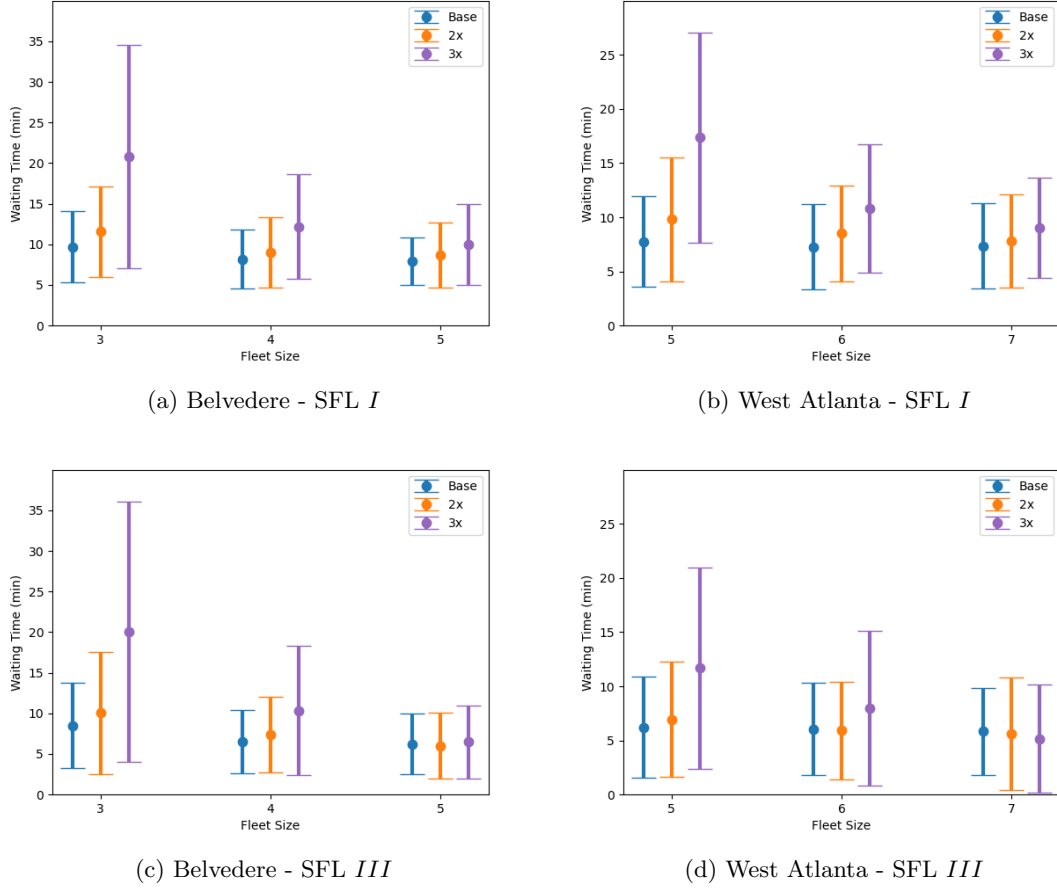 35
30
25
20
15
10
5
0
Waiting Time (min)
Base
2x
3x
3
4
5
Fleet Size
(a) Belvedere - SFL I
25
20
15
10
5
0
Waiting Time (min)
Base
2x
3x
5
6
7
Fleet Size
(b) West Atlanta - SFL I
35
30
25
20
15
10
5
0
Waiting Time (min)
Base
2x
3x
3
4
5
Fleet Size
(c) Belvedere - SFL III
25
20
15
10
5
0
Waiting Time (min)
Base
2x
3x
5
6
7
Fleet Size
(d) West Atlanta - SFL III